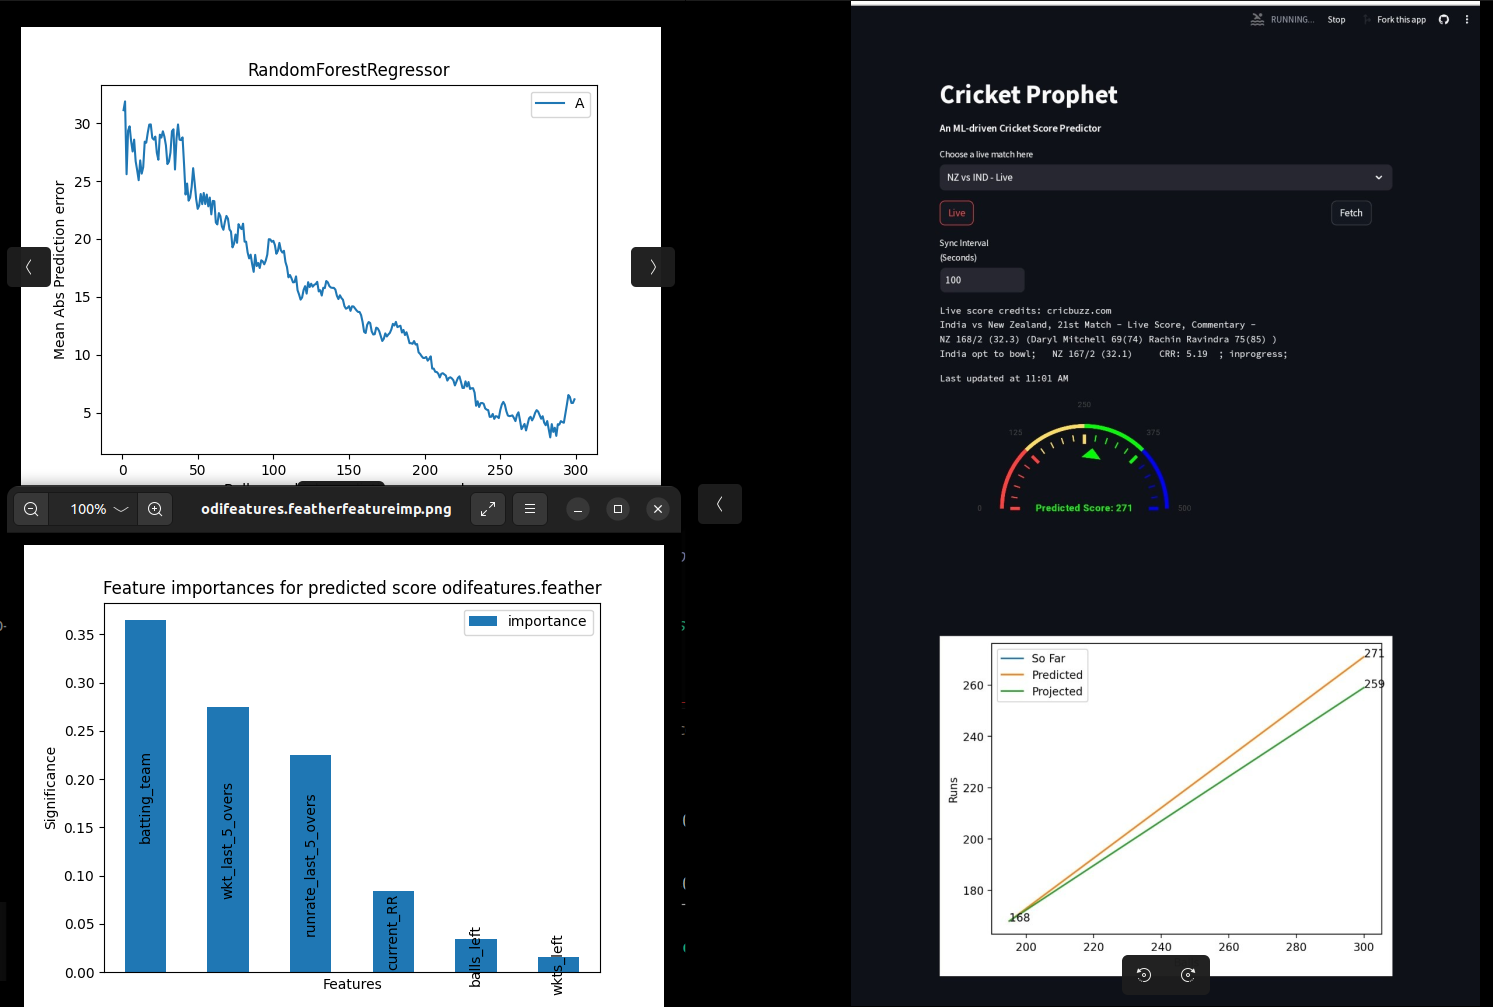 RandomForestRegressor
A
Mean Abs Prediction error
30
25
20
15
10
5
0 50 100 150 200 250 300
100%
odifeatures.featherfeatureimp.png
Feature importances for predicted score odifeatures.feather
importance
Significance
0.35
0.30
0.25
0.20
0.15
0.10
0.05
0.00
batting_team
wkt_last_5_overs
runrate_last_5_overs
current_RR
balls_left
wkts_left
Features
RUNNING... Stop Fork this app
Cricket Prophet
An ML-driven Cricket Score Predictor
Choose a live match here
NZ vs IND - Live
Live Fetch
Sync Interval
(Seconds)
100
Live score credits: cricbuzz.com
India vs New Zealand, 21st Match - Live Score, Commentary -
NZ 168/2 (32.3) (Daryl Mitchell 69(74) Rachin Ravindra 75(85) )
India opt to bowl; NZ 167/2 (32.1) CRR: 5.19 ; inprogress;
Last updated at 11:01 AM
250
125 375
0 Predicted Score: 271 500
So Far
Predicted
Projected
271
259
168
Runs
260
240
220
200
180
200 220 240 260 280 300